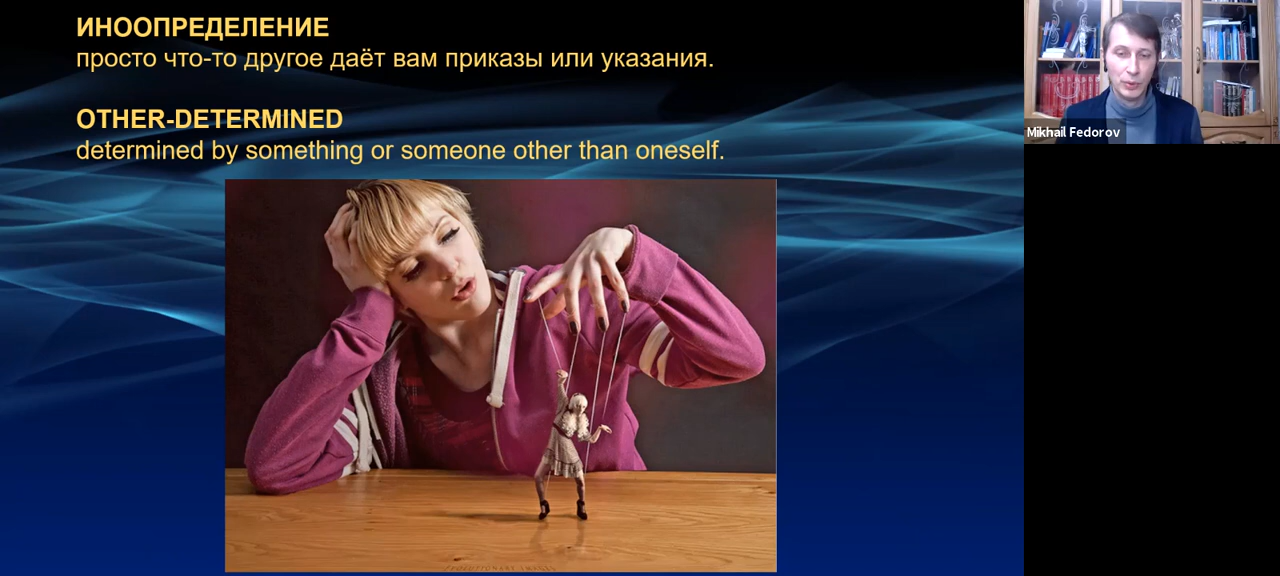 ИНООПРЕДЕЛЕНИЕ
просто что-то другое даёт вам приказы или указания.
OTHER-DETERMINED
determined by something or someone other than oneself.
Mikhail Fedorov